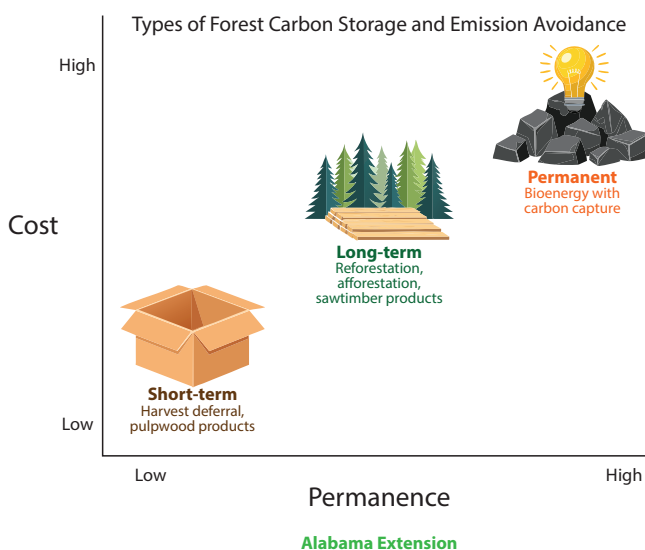 Types of Forest Carbon Storage and Emission Avoidance
High
Permanent
Bioenergy with
carbon capture
Cost
Long-term
Reforestation,
afforestation,
sawtimber products
Short-term
Harvest deferral,
pulpwood products
Low
Low
High
Permanence
Alabama Extension